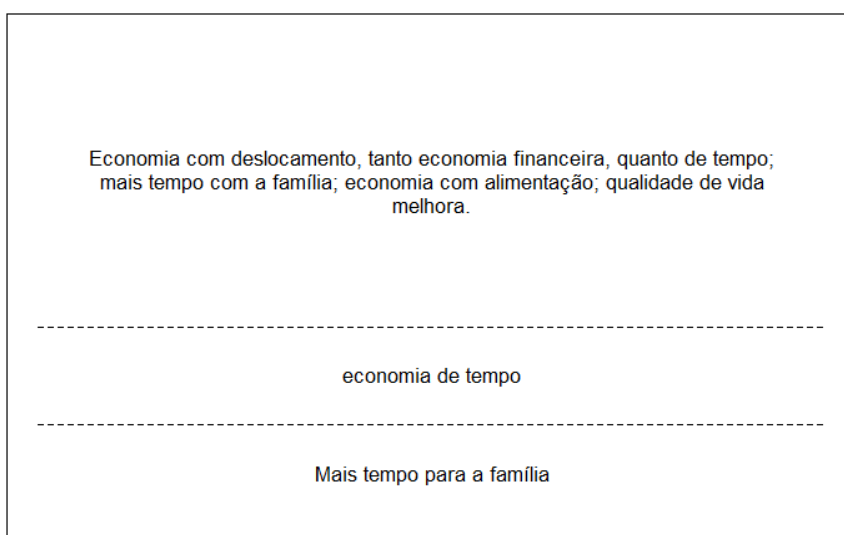 Economia com deslocamento, tanto economia financeira, quanto de tempo;
mais tempo com a família; economia com alimentação; qualidade de vida
melhora.
economia de tempo
Mais tempo para a família